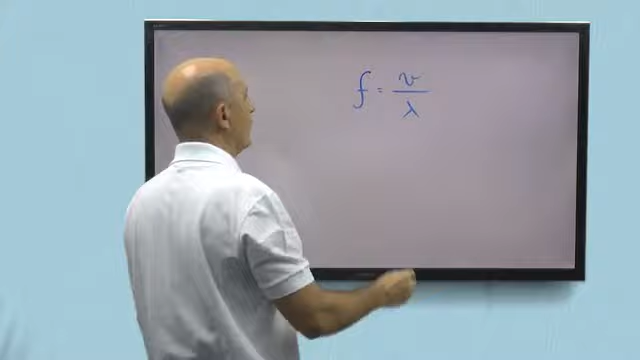 f = v/λ